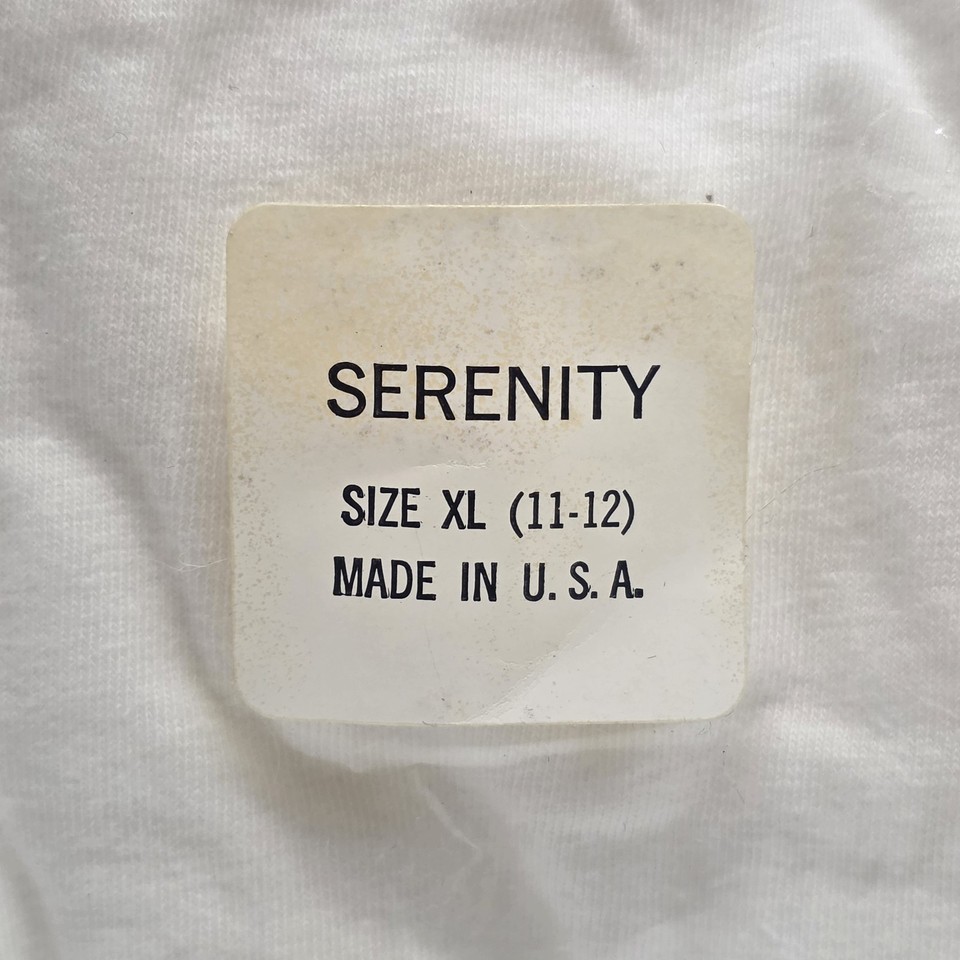 SERENITY
SIZE XL (11-12)
MADE IN U. S. A.